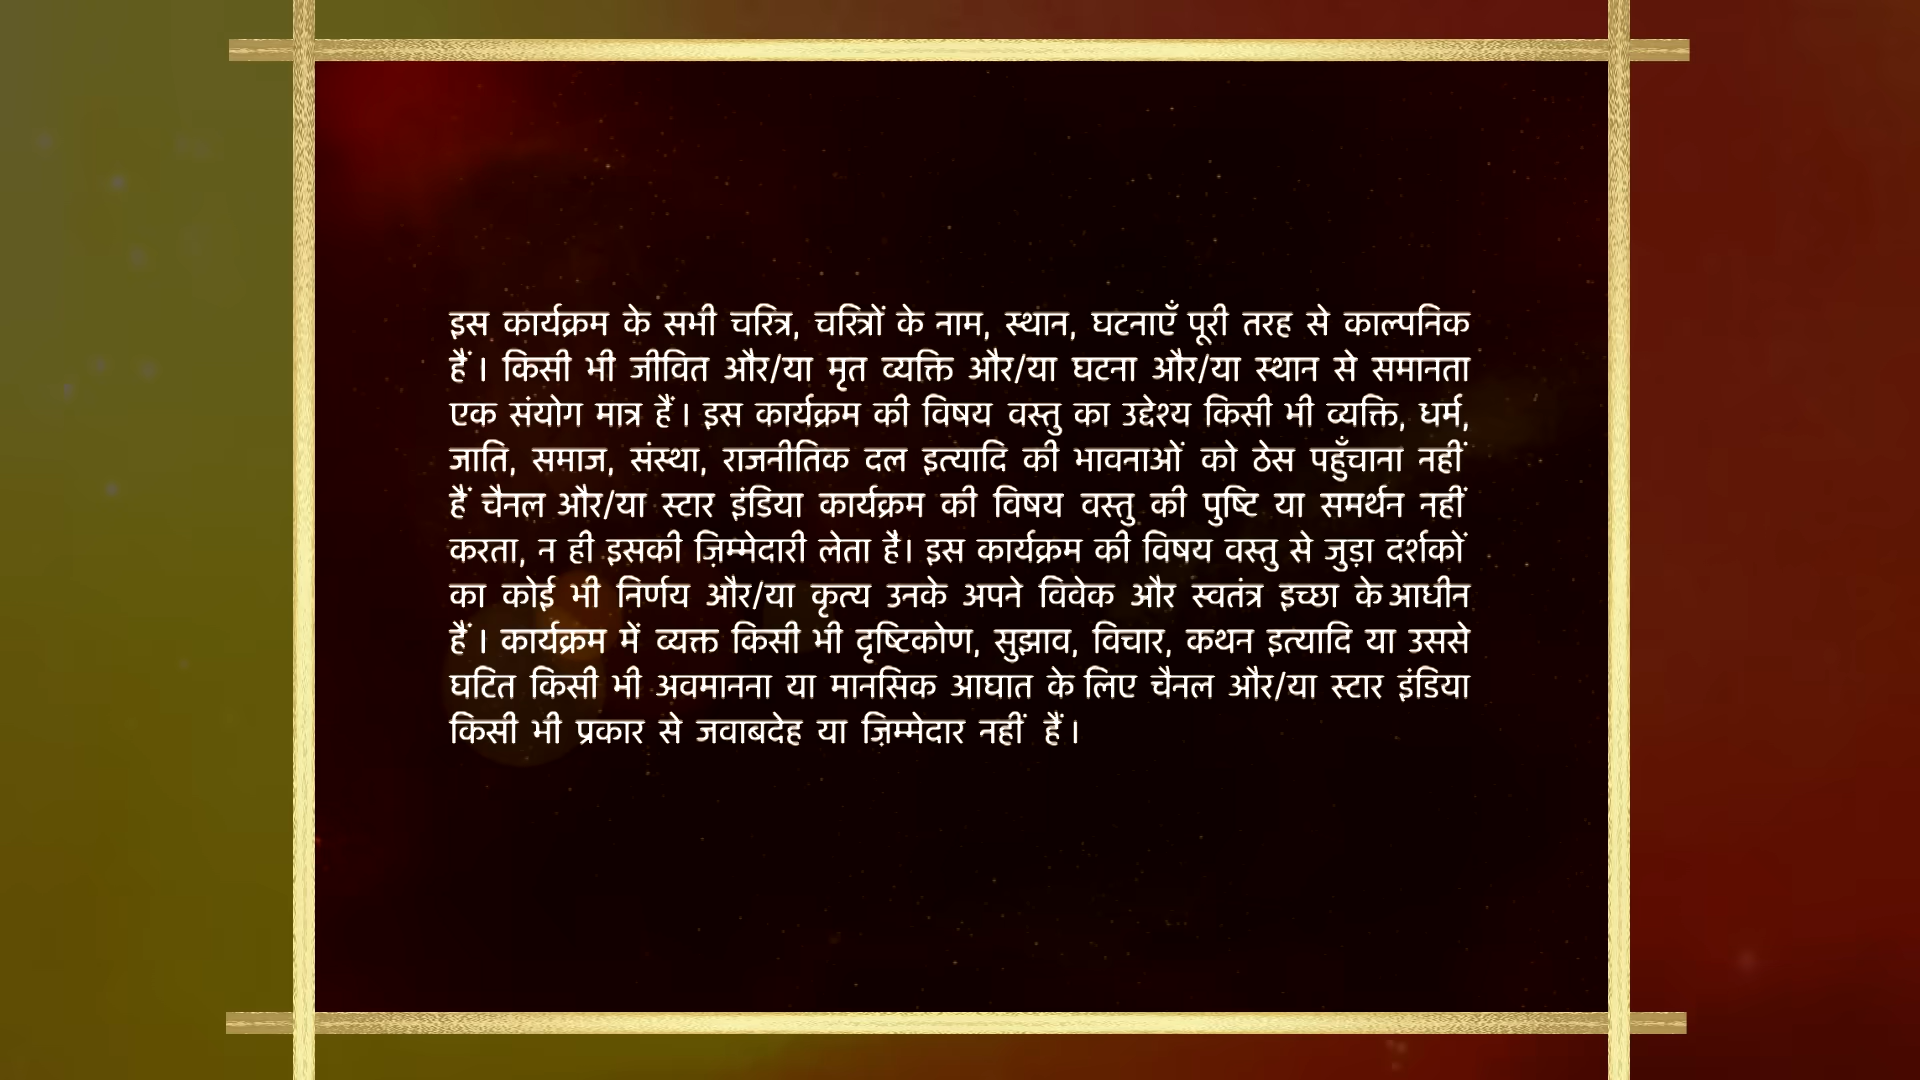 इस कार्यक्रम के सभी चरित्र, चरित्रों के नाम, स्थान, घटनाएँ पूरी तरह से काल्पनिक
हैं । किसी भी जीवित और/या मृत व्यक्ति और/या घटना और/या स्थान से समानता
एक संयोग मात्र हैं । इस कार्यक्रम की विषय वस्तु का उद्देश्य किसी भी व्यक्ति, धर्म,
जाति, समाज, संस्था, राजनीतिक दल इत्यादि की भावनाओं को ठेस पहुँचाना नहीं
हैं चैनल और/या स्टार इंडिया कार्यक्रम की विषय वस्तु की पुष्टि या समर्थन नहीं
करता, न ही इसकी ज़िम्मेदारी लेता है। इस कार्यक्रम की विषय वस्तु से जुड़ा दर्शकों
का कोई भी निर्णय और/या कृत्य उनके अपने विवेक और स्वतंत्र इच्छा के आधीन
हैं । कार्यक्रम में व्यक्त किसी भी दृष्टिकोण, सुझाव, विचार, कथन इत्यादि या उससे
घटित किसी भी अवमानना या मानसिक आघात के लिए चैनल और/या स्टार इंडिया
किसी भी प्रकार से जवाबदेह या ज़िम्मेदार नहीं हैं ।